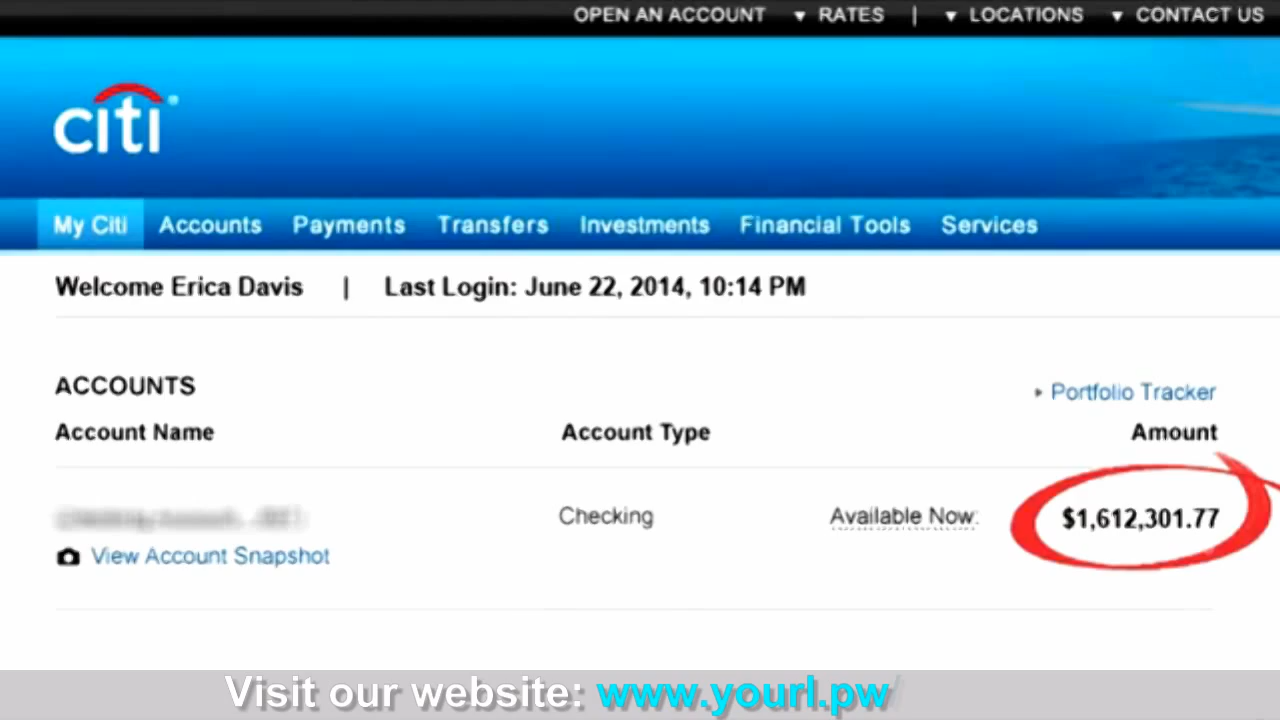 OPEN AN ACCOUNT ▼ RATES | ▼ LOCATIONS ▼ CONTACT US
citi
My Citi Accounts Payments Transfers Investments Financial Tools Services
Welcome Erica Davis | Last Login: June 22, 2014, 10:14 PM
ACCOUNTS
Portfolio Tracker
Account Name Account Type Amount
Checking Available Now: $1,612,301.77
View Account Snapshot
Visit our website: www.yourl.pw/